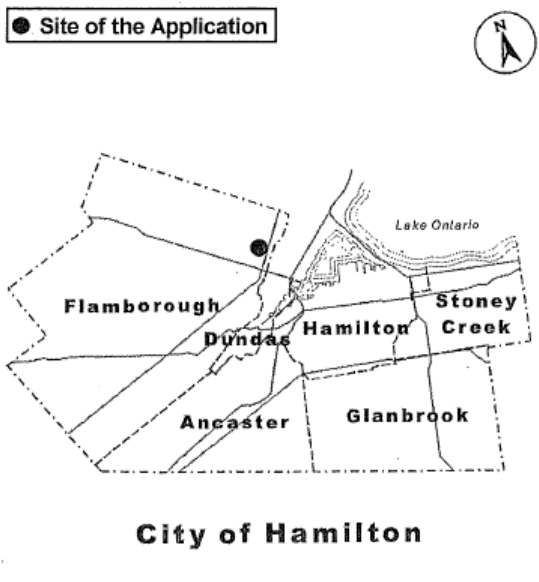 Site of the Application
N
Lake Ontario
Flamborough
Dundas
Hamilton
Stoney
Creek
Ancaster
Glanbrook
City of Hamilton